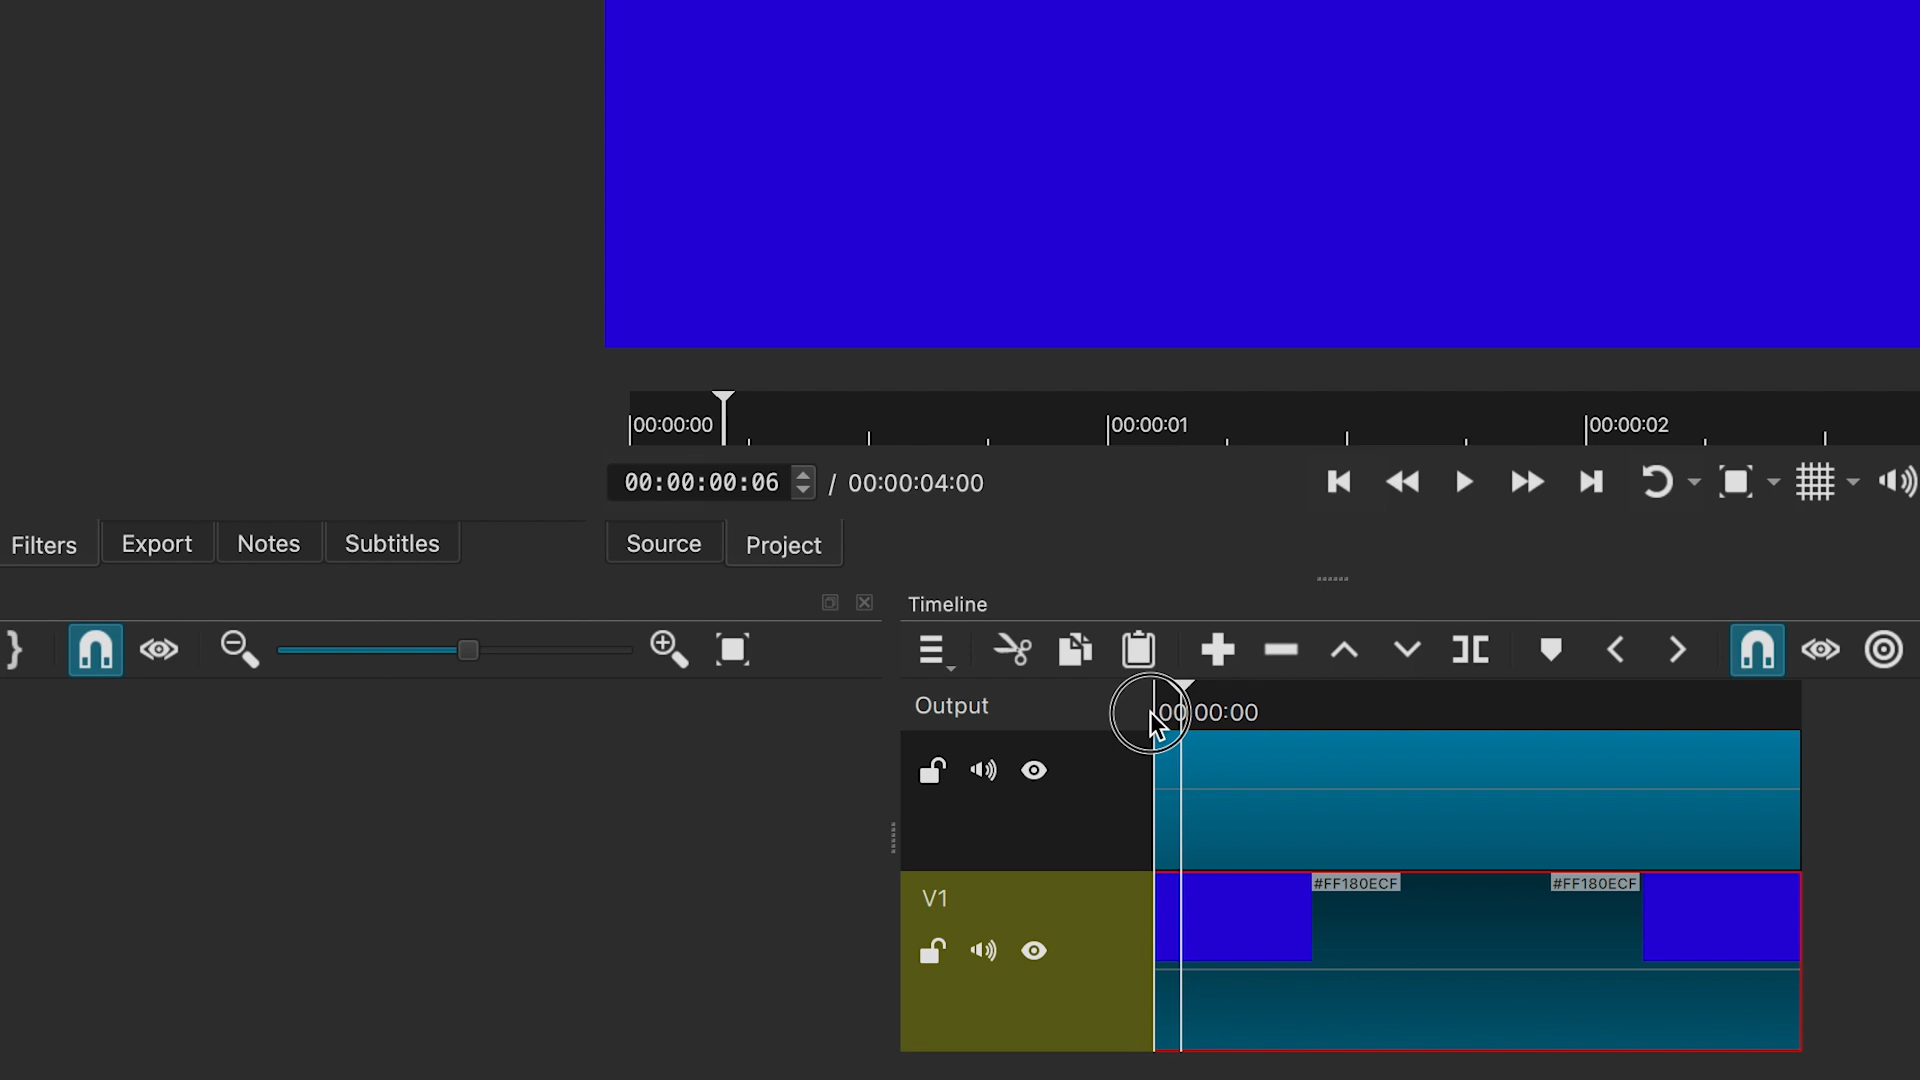 00:00:00 00:00:01 00:00:02
00:00:00:06 / 00:00:04:00
Filters Export Notes Subtitles Source Project
Timeline
Output 00:00:00
V1
#FF180ECF #FF180ECF